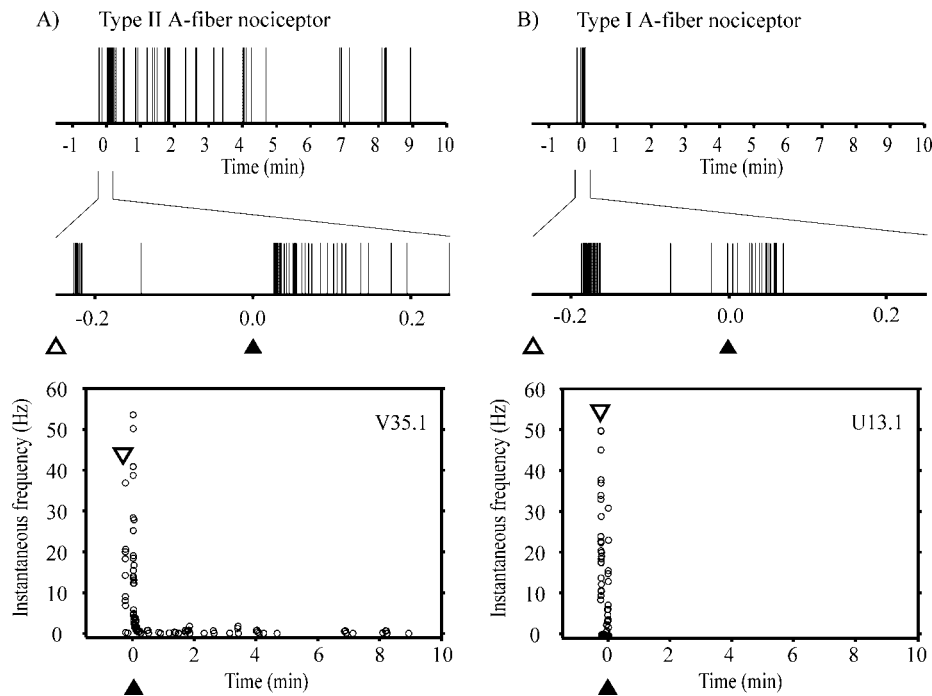 A) Type II A-fiber nociceptor
-1 0 1 2 3 4 5 6 7 8 9 10
Time (min)
-0.2 0.0 0.2
Instantaneous frequency (Hz)
60
50
40
30
20
10
0
V35.1
0 2 4 6 8 10
Time (min)
B) Type I A-fiber nociceptor
-1 0 1 2 3 4 5 6 7 8 9 10
Time (min)
-0.2 0.0 0.2
Instantaneous frequency (Hz)
60
50
40
30
20
10
0
U13.1
0 2 4 6 8 10
Time (min)